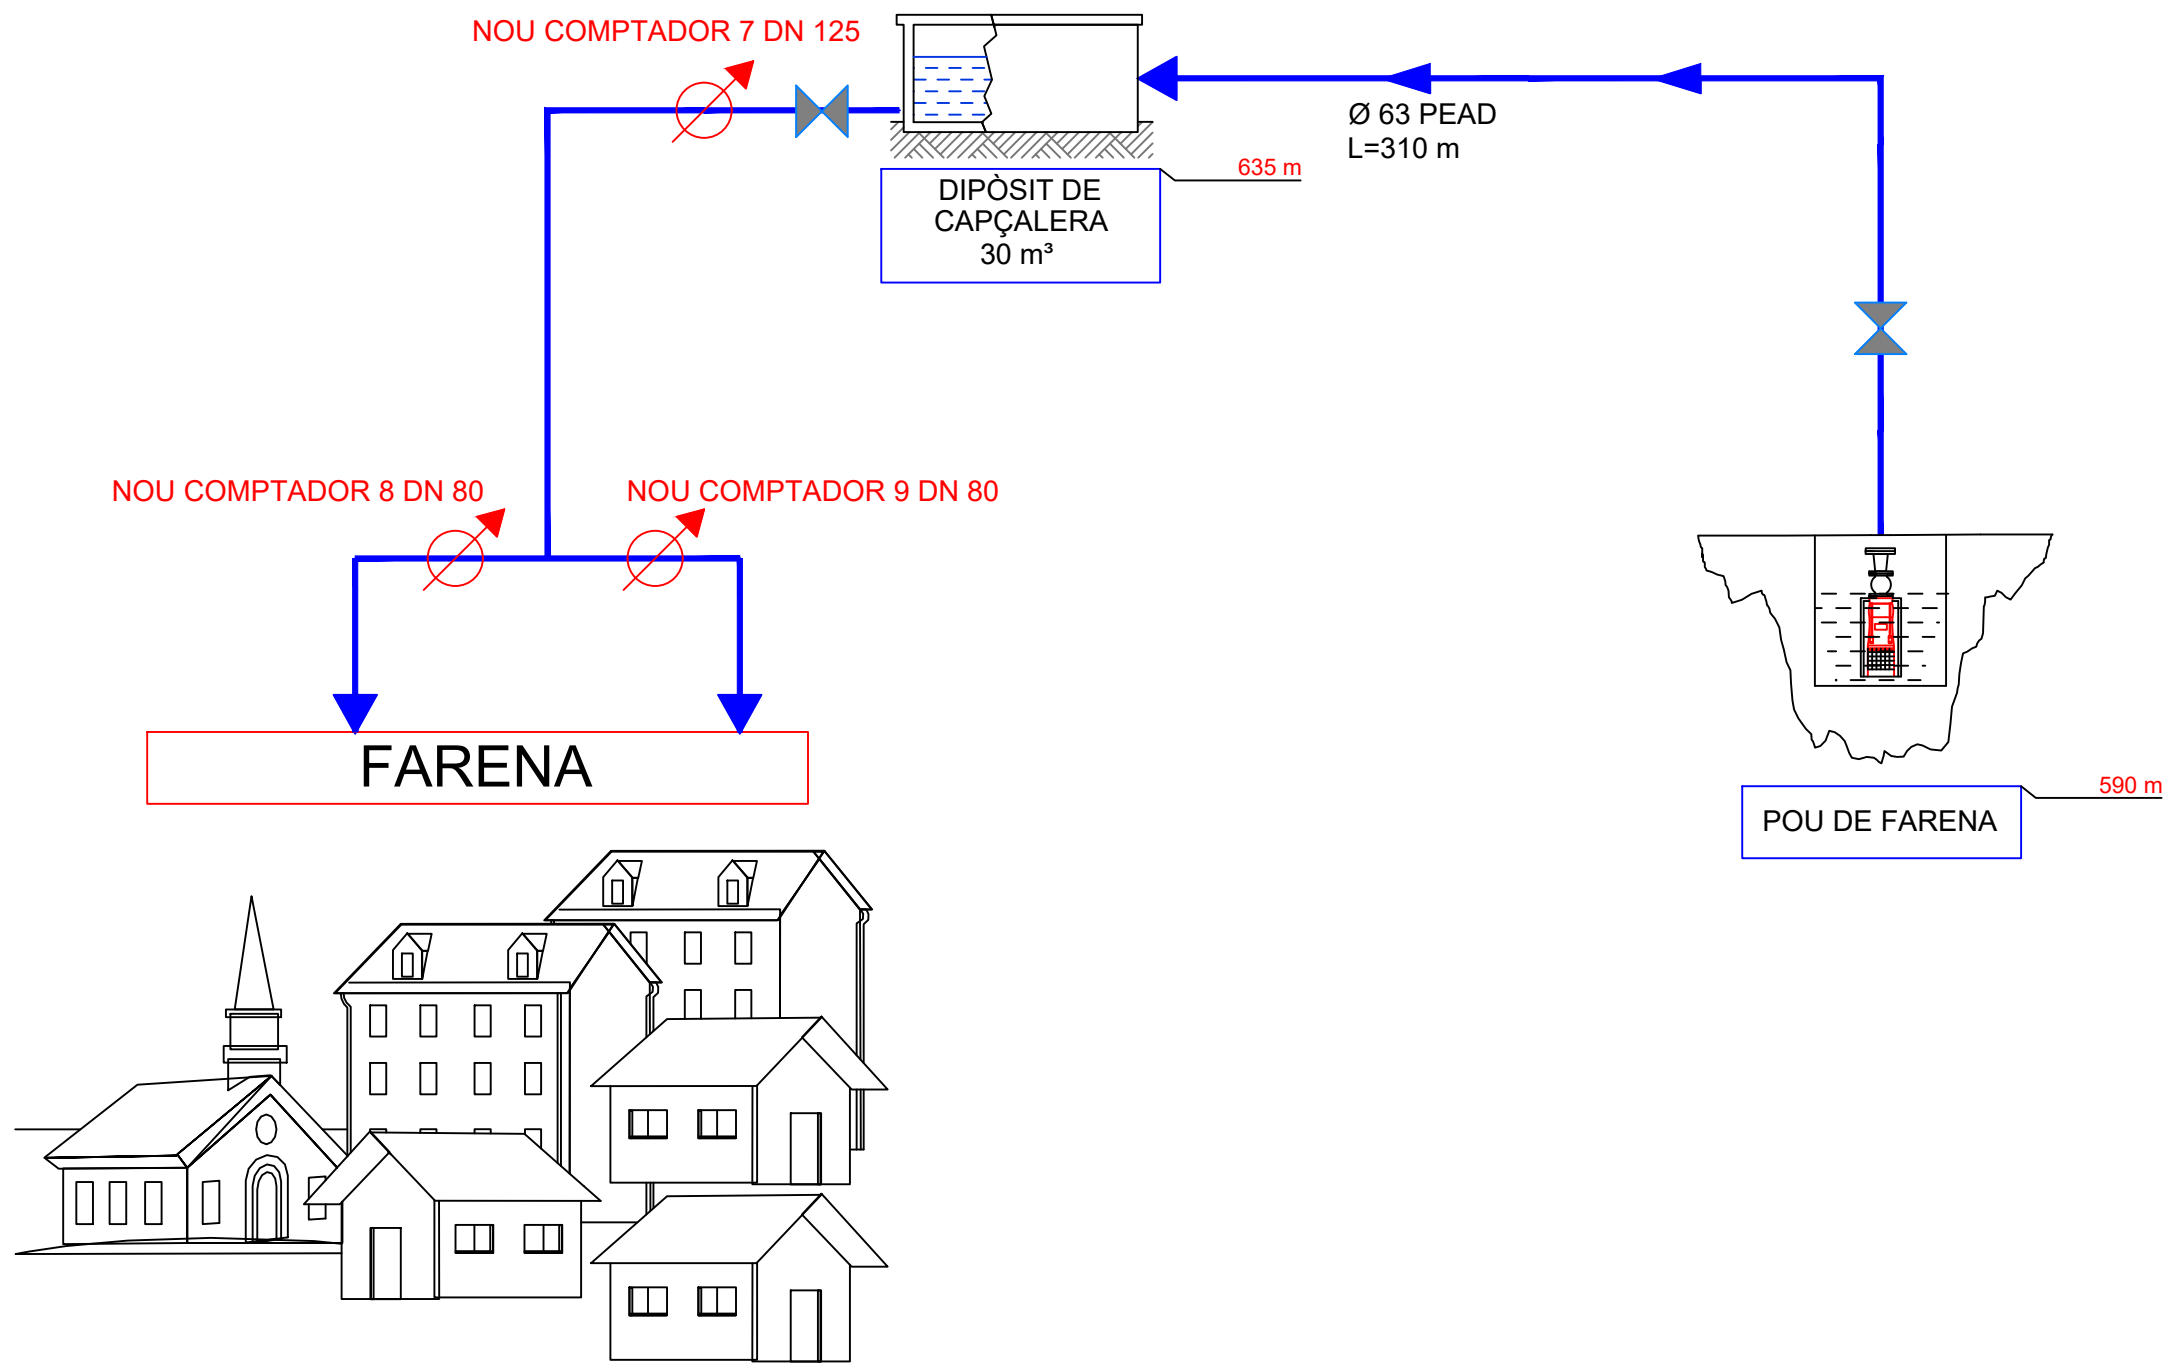 NOU COMPTADOR 7 DN 125
Ø 63 PEAD
L=310 m
635 m
DIPÒSIT DE
CAPÇALERA
30 m³
NOU COMPTADOR 8 DN 80
NOU COMPTADOR 9 DN 80
FARENA
590 m
POU DE FARENA